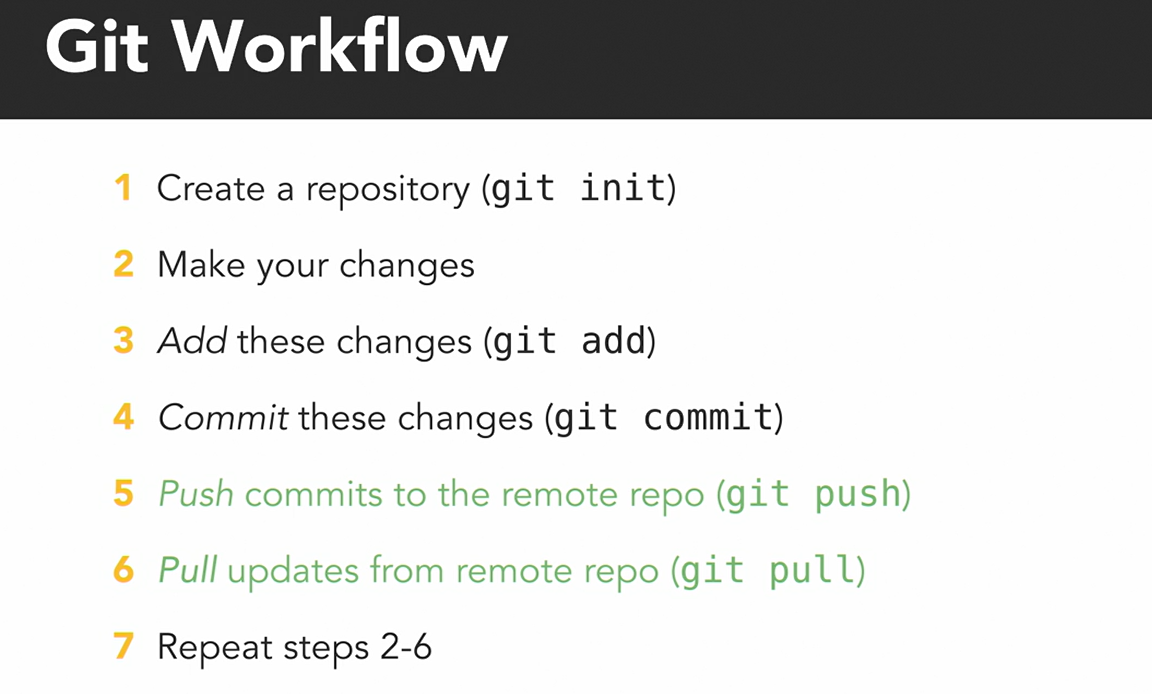 Git Workflow
1 Create a repository (git init)
2 Make your changes
3 Add these changes (git add)
4 Commit these changes (git commit)
5 Push commits to the remote repo (git push)
6 Pull updates from remote repo (git pull)
7 Repeat steps 2-6